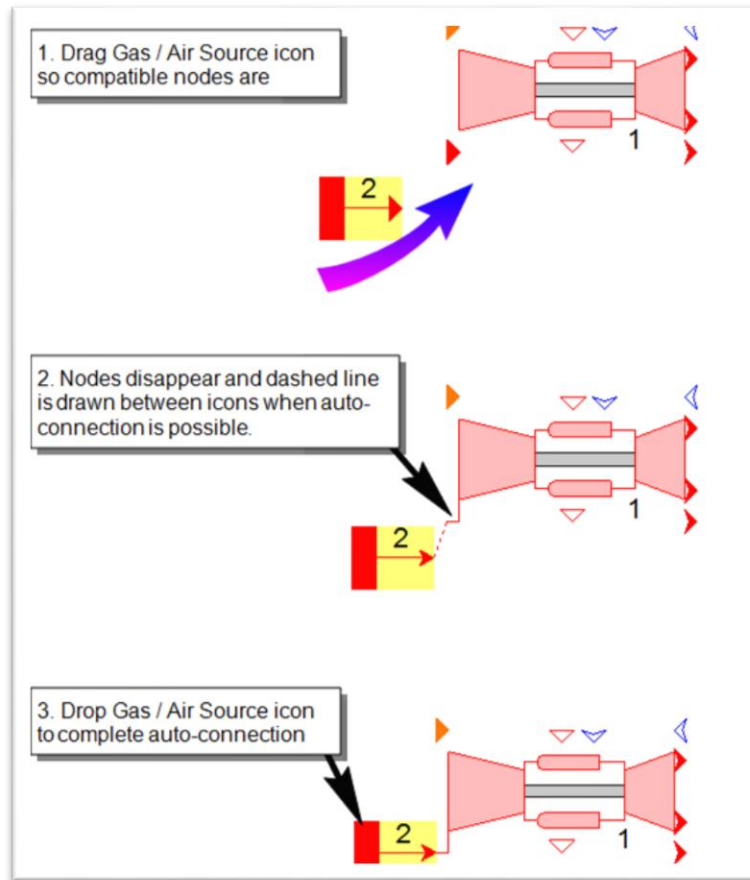 1. Drag Gas / Air Source icon
so compatible nodes are
1
2
2. Nodes disappear and dashed line
is drawn between icons when auto-
connection is possible.
1
2
3. Drop Gas / Air Source icon
to complete auto-connection
2
1